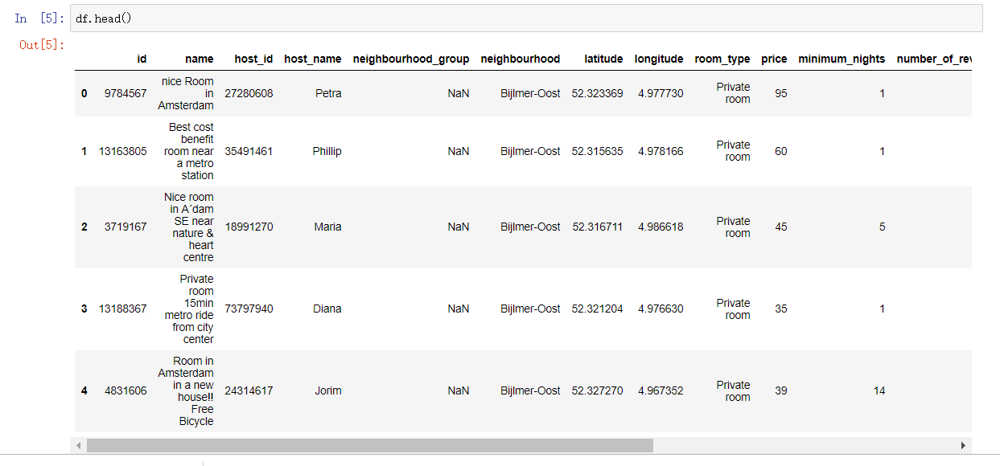 In [5]: df.head()
Out[5]:
id name host_id host_name neighbourhood_group neighbourhood latitude longitude room_type price minimum_nights number_of_rev
0 9784567 nice Room in Amsterdam 27280608 Petra NaN Bijlmer-Oost 52.323369 4.977730 Private room 95 1
1 13163805 Best cost benefit room near a metro station 35491461 Phillip NaN Bijlmer-Oost 52.315635 4.978166 Private room 60 1
2 3719167 Nice room in A´dam SE near nature & heart centre 18991270 Maria NaN Bijlmer-Oost 52.316711 4.986618 Private room 45 5
3 13188367 Private room 15min metro ride from city center 73797940 Diana NaN Bijlmer-Oost 52.321204 4.976630 Private room 35 1
4 4831606 Room in Amsterdam in a new house!! Free Bicycle 24314617 Jorim NaN Bijlmer-Oost 52.327270 4.967352 Private room 39 14